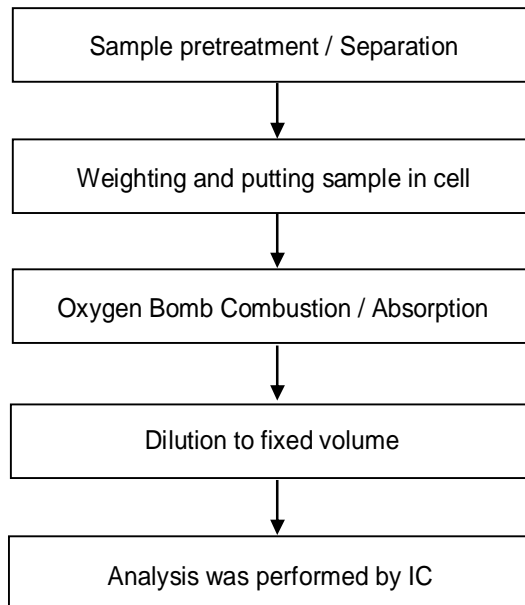 Sample pretreatment / Separation
Weighting and putting sample in cell
Oxygen Bomb Combustion / Absorption
Dilution to fixed volume
Analysis was performed by IC